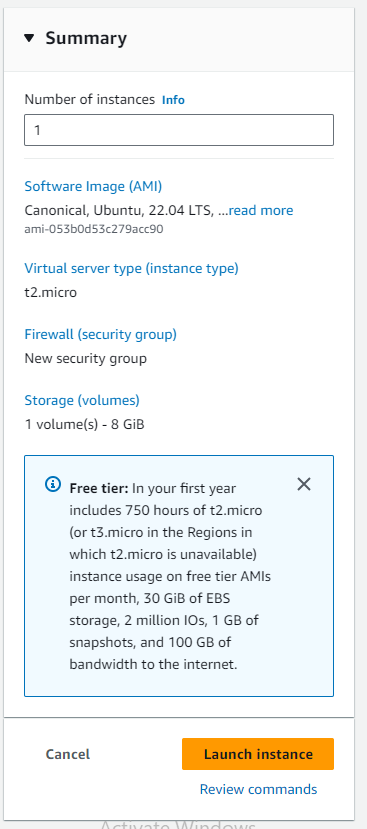 Summary
Number of instances Info
1
Software Image (AMI)
Canonical, Ubuntu, 22.04 LTS, ...read more
ami-053b0d53c279acc90
Virtual server type (instance type)
t2.micro
Firewall (security group)
New security group
Storage (volumes)
1 volume(s) - 8 GiB
Free tier: In your first year
includes 750 hours of t2.micro
(or t3.micro in the Regions in
which t2.micro is unavailable)
instance usage on free tier AMIs
per month, 30 GiB of EBS
storage, 2 million IOs, 1 GB of
snapshots, and 100 GB of
bandwidth to the internet.
Cancel
Launch instance
Review commands
Activate Windows